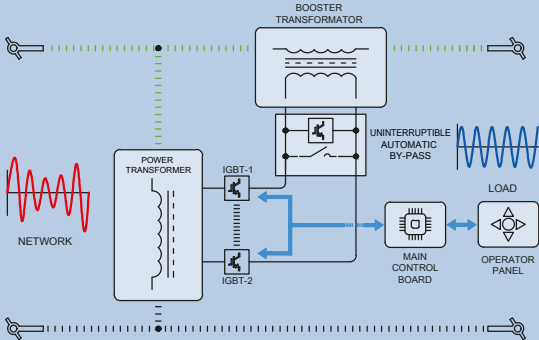 BOOSTER
TRANSFORMATOR
UNINTERRUPTIBLE
AUTOMATIC
BY-PASS
POWER
TRANSFORMER
IGBT-1
LOAD
NETWORK
IGBT-2
MAIN
CONTROL
BOARD
OPERATOR
PANEL